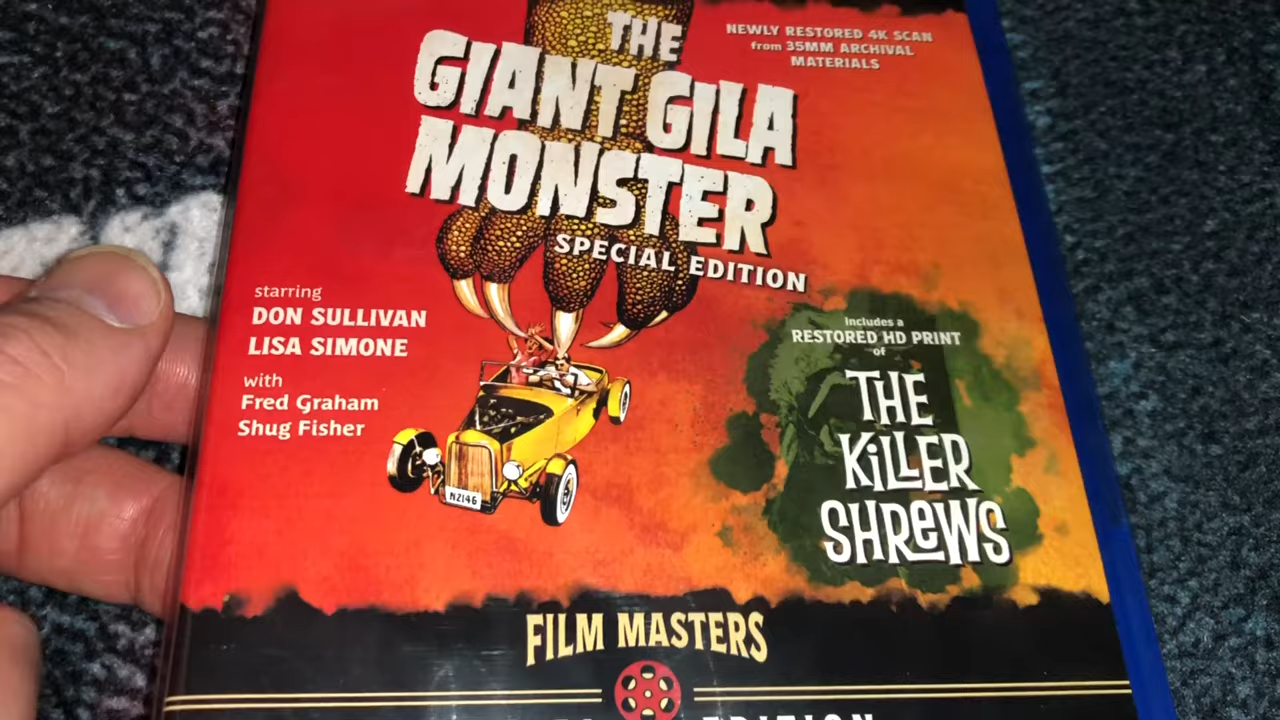 THE
GIANT GILA
MONSTER
SPECIAL EDITION
NEWLY RESTORED 4K SCAN
from 35MM ARCHIVAL
MATERIALS
starring
DON SULLIVAN
LISA SIMONE
with
Fred Graham
Shug Fisher
N2146
Includes a
RESTORED HD PRINT
of
THE
KiLLER
SHReWS
FILM MASTERS
EDITION